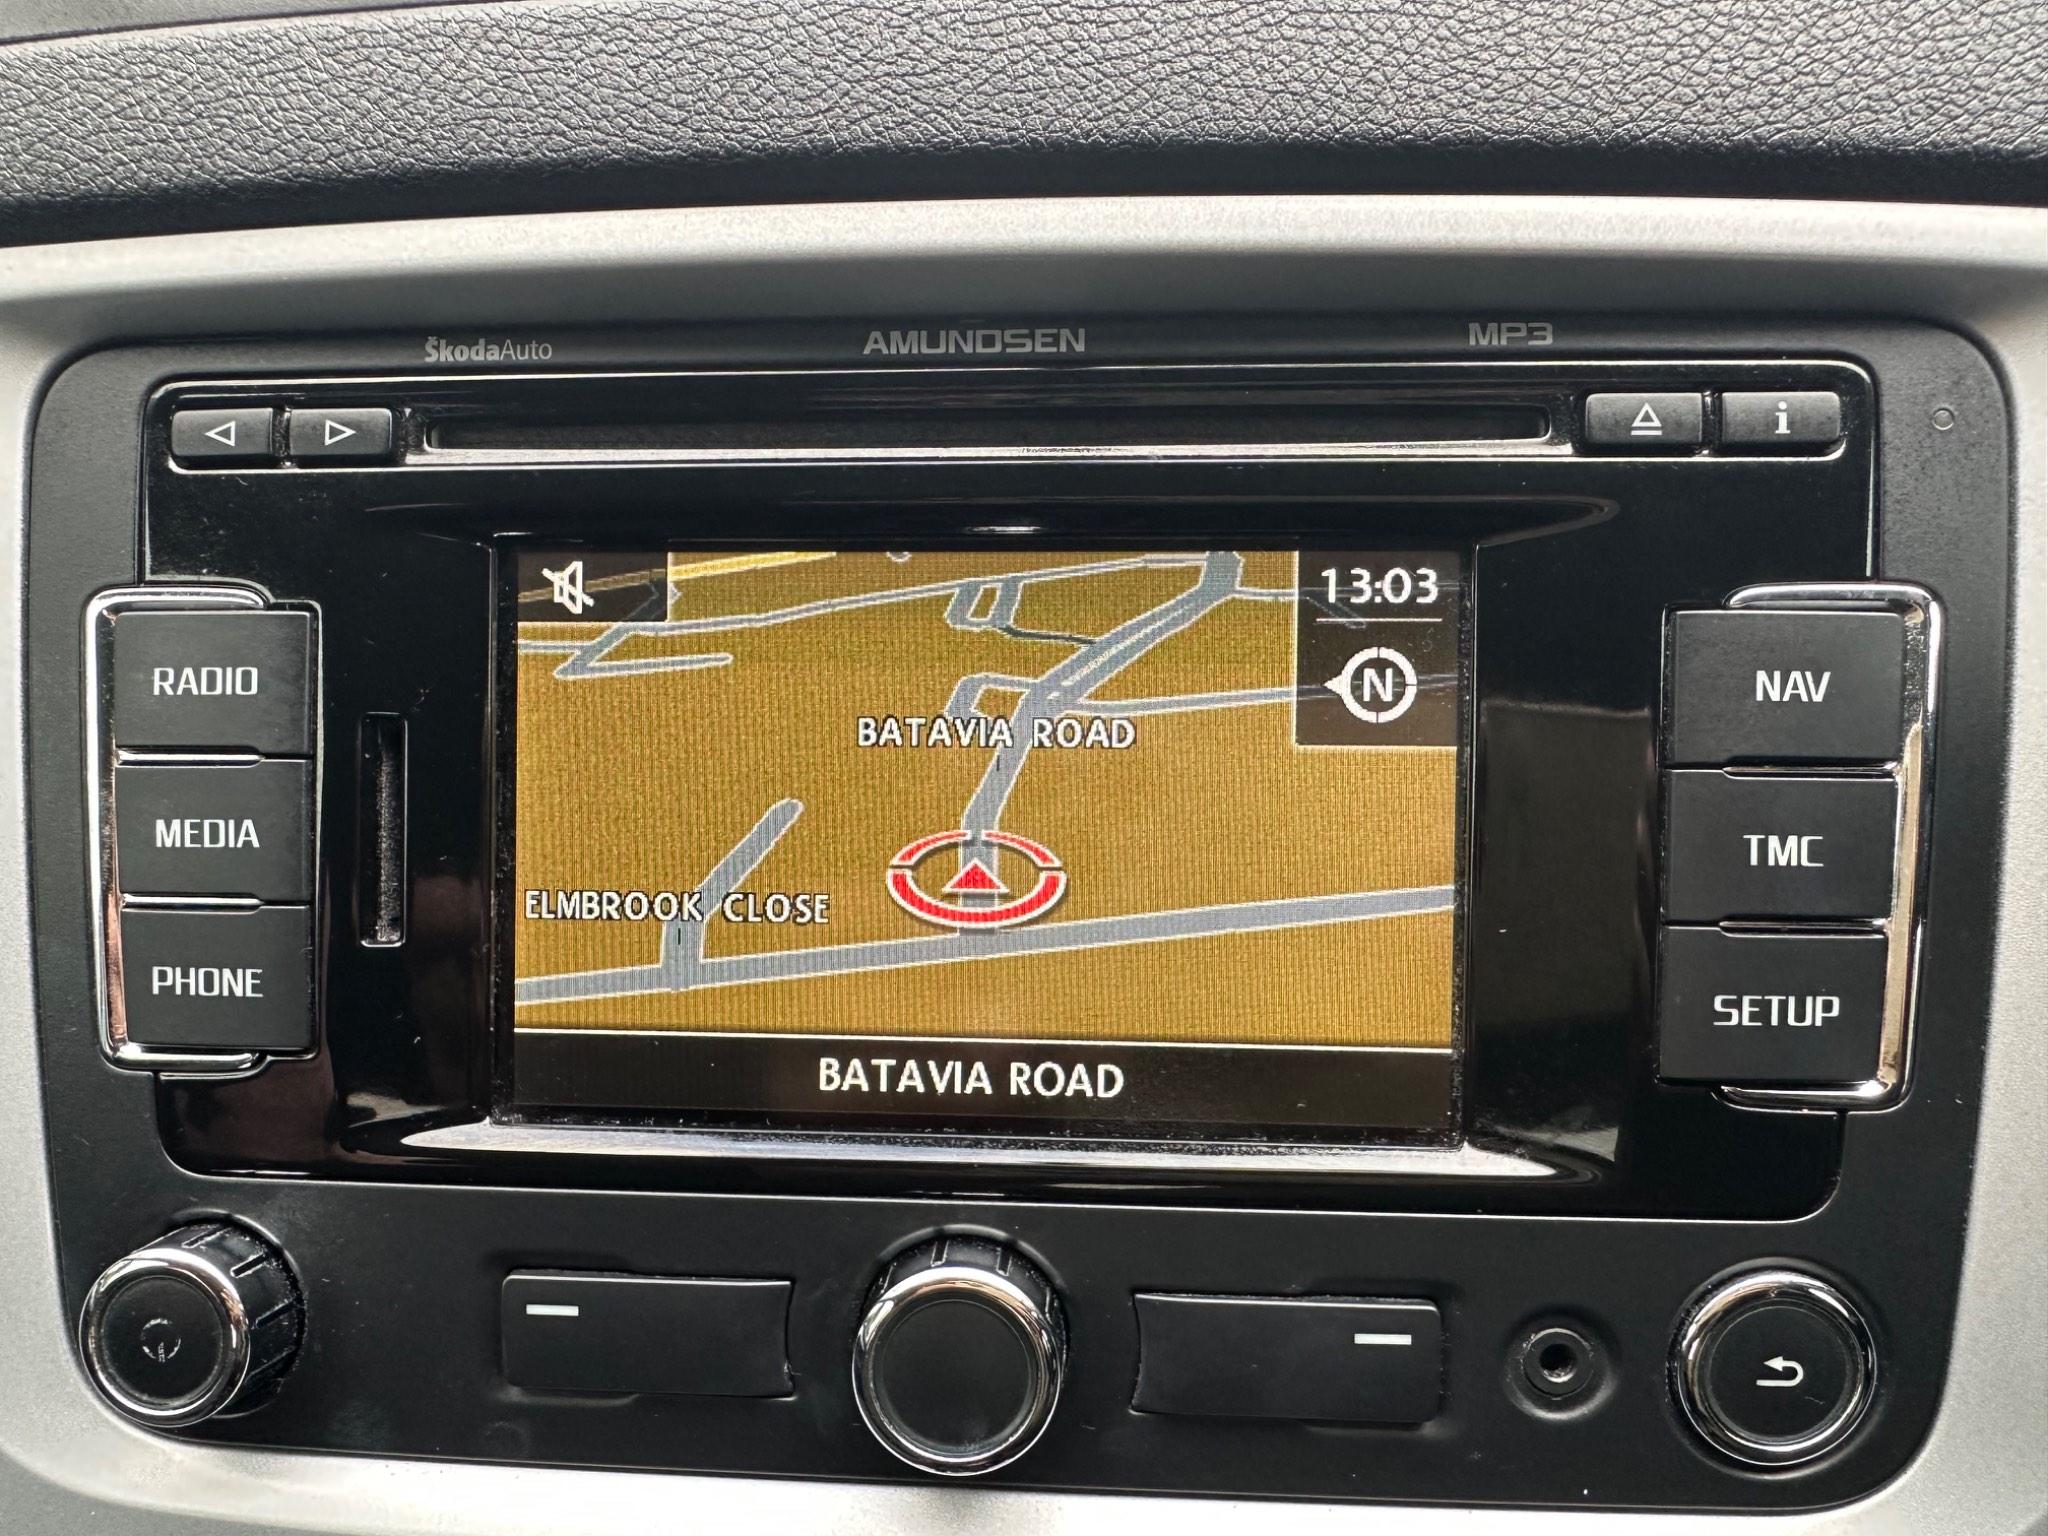 ŠkodaAuto
AMUNDSEN
MP3
i
13:03
N
BATAVIA ROAD
ELMBROOK CLOSE
BATAVIA ROAD
RADIO
MEDIA
PHONE
NAV
TMC
SETUP